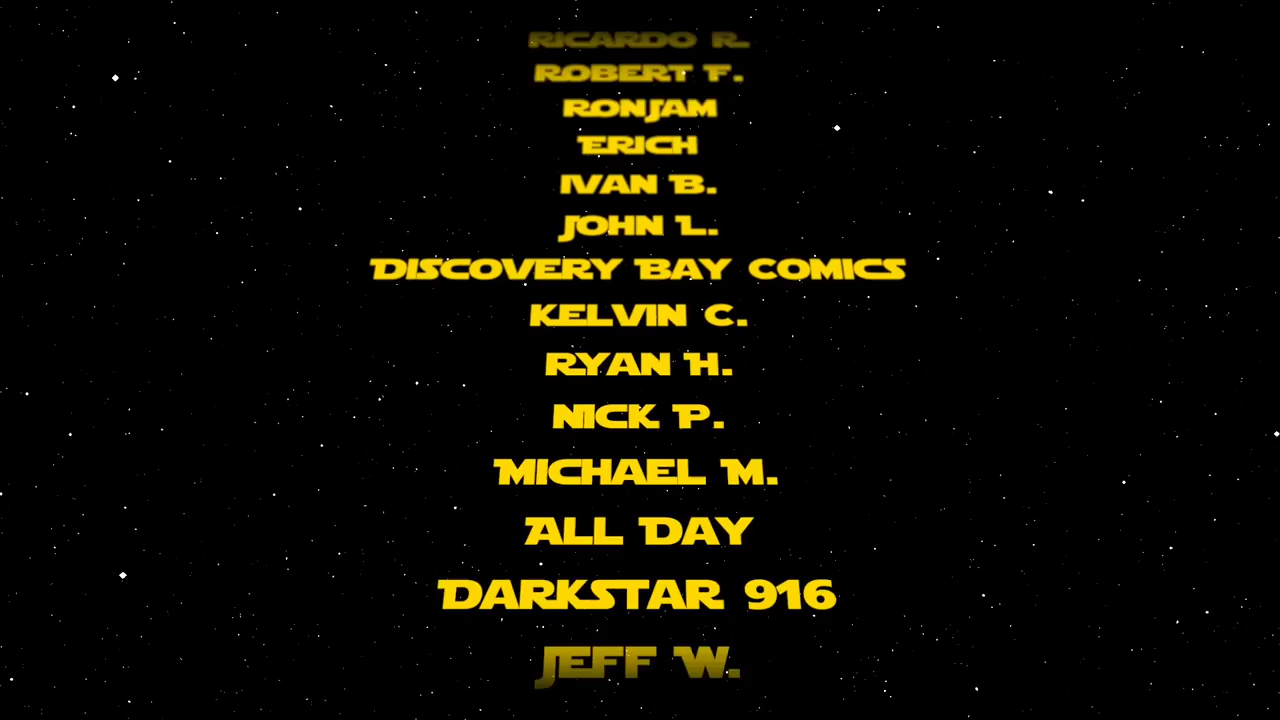 Ricardo R.
Robert F.
RonJam
Erich
Ivan B.
John L.
Discovery Bay Comics
Kelvin C.
Ryan H.
Nick P.
Michael M.
All Day
Darkstar 916
Jeff W.